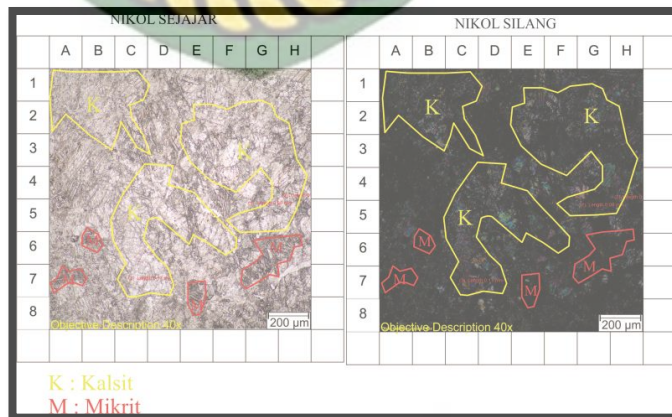 NIKOL SEJAJAR
NIKOL SILANG
A B C D E F G H
A B C D E F G H
1
2
3
4
5
6
7
8
1
2
3
4
5
6
7
8
K
K
K
M
M
M
M
K
K
K
M
M
M
M
Objective Description 40x
200 µm
Objective Description 40x
200 µm
K : Kalsit
M : Mikrit